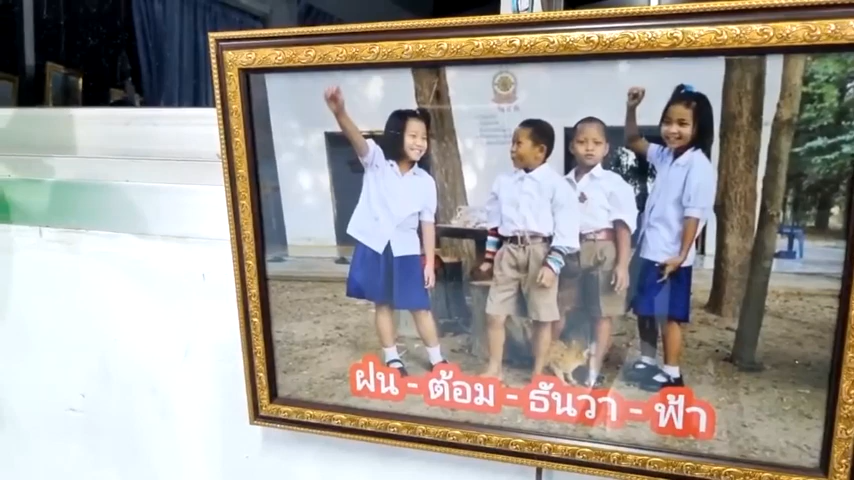 ฝน - ต้อม - ธันวา - ฟ้า